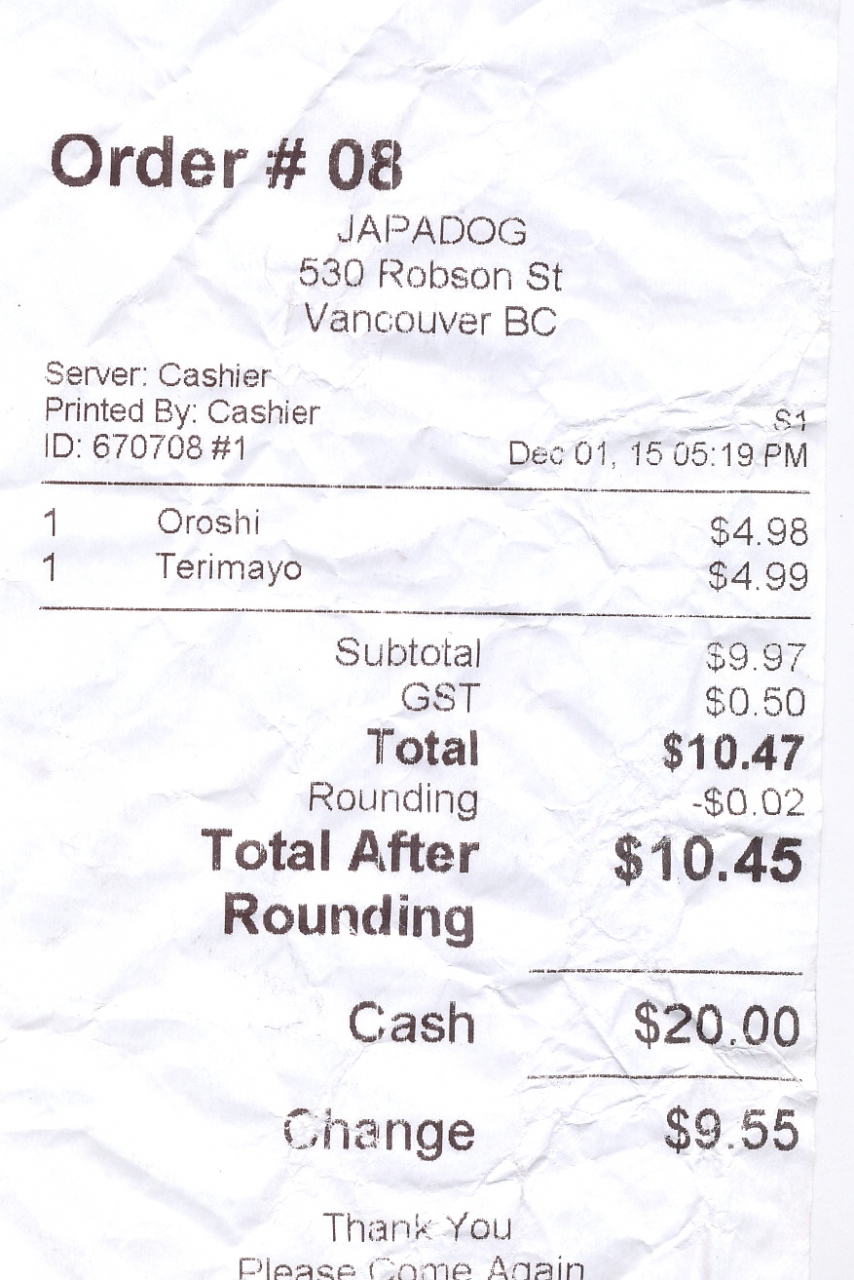 Order # 08
JAPADOG
530 Robson St
Vancouver BC
Server: Cashier
Printed By: Cashier S1
ID: 670708 #1 Dec 01, 15 05:19 PM
1 Oroshi $4.98
1 Terimayo $4.99
Subtotal $9.97
GST $0.50
Total $10.47
Rounding -$0.02
Total After $10.45
Rounding
Cash $20.00
Change $9.55
Thank You
Please Come Again